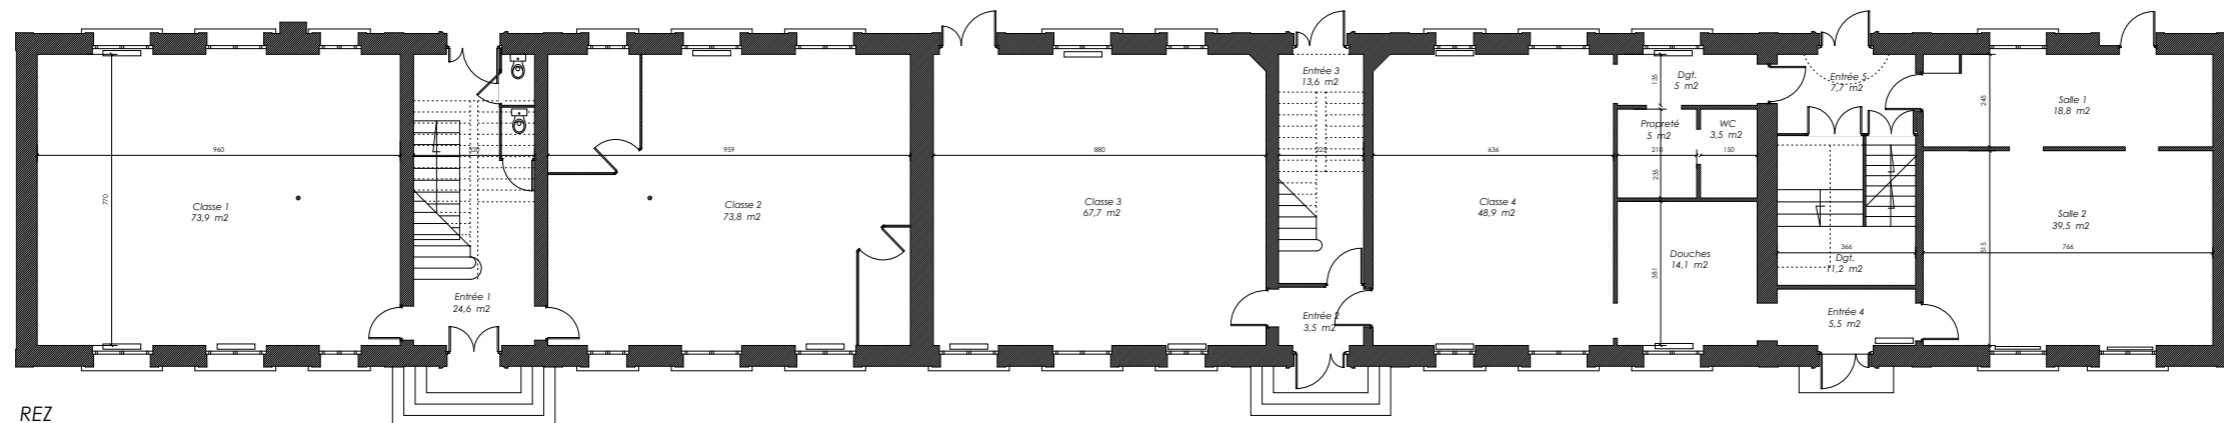 Classe 1
73,9 m2
960
770
Entrée 1
24,6 m2
Classe 2
73,8 m2
959
Classe 3
67,7 m2
880
Entrée 3
13,6 m2
Entrée 2
3,5 m2
Classe 4
48,9 m2
636
Dgt.
5 m2
135
Propreté
5 m2
210
235
WC
3,5 m2
150
Douches
14,1 m2
381
Entrée 5
7,7 m2
366
Dgt.
11,2 m2
Entrée 4
5,5 m2
Salle 1
18,8 m2
245
Salle 2
39,5 m2
766
515
REZ